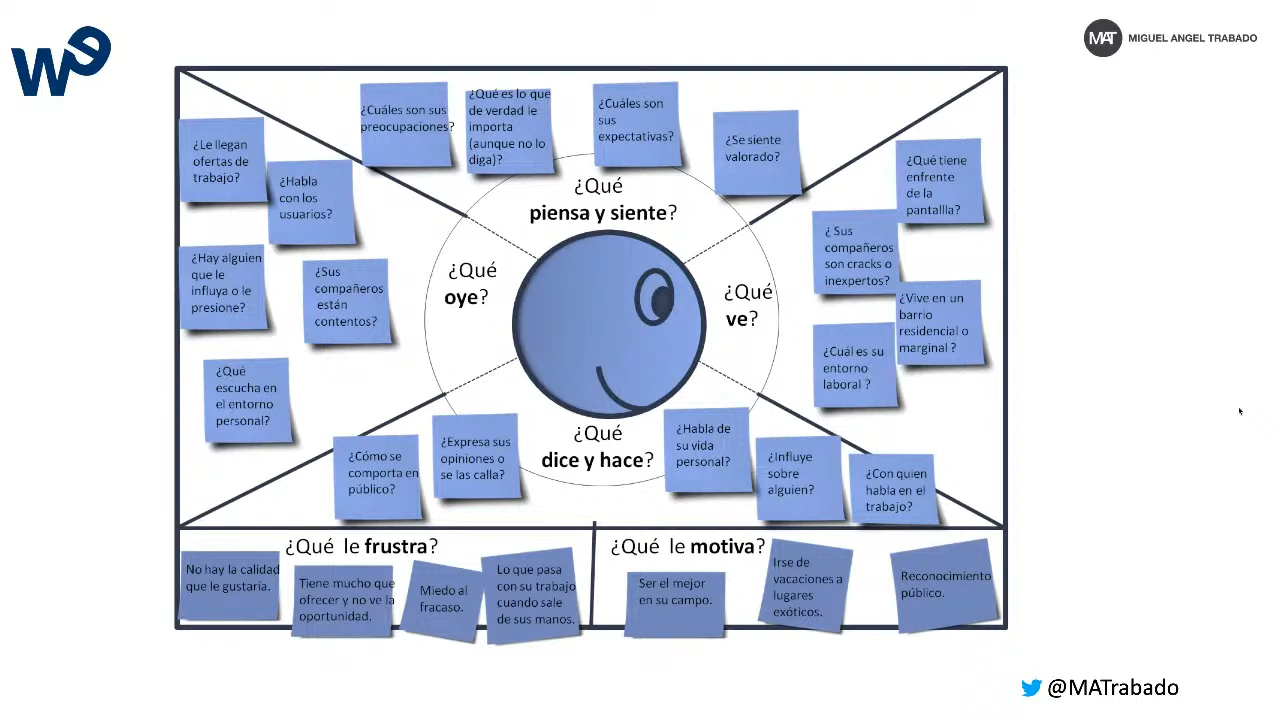 we
MAT
MIGUEL ANGEL TRABADO
¿Cuáles son sus
preocupaciones?
¿Qué es lo que
de verdad le
importa
(aunque no lo
diga)?
¿Cuáles son
sus
expectativas?
¿Se siente
valorado?
¿Qué
piensa y siente?
¿Le llegan
ofertas de
trabajo?
¿Habla
con los
usuarios?
¿Hay alguien
que le
influya o le
presione?
¿Sus
compañeros
están
contentos?
¿Qué
escucha en
el entorno
personal?
¿Qué
oye?
¿Qué
ve?
¿Qué tiene
enfrente
de la
pantallla?
¿ Sus
compañeros
son cracks o
inexpertos?
¿Vive en un
barrio
residencial o
marginal ?
¿Cuál es su
entorno
laboral ?
¿Qué
dice y hace?
¿Cómo se
comporta en
público?
¿Expresa sus
opiniones o
se las calla?
¿Habla de
su vida
personal?
¿Influye
sobre
alguien?
¿Con quien
habla en el
trabajo?
¿Qué le frustra?
No hay la calidad
que le gustaría.
Tiene mucho que
ofrecer y no ve la
oportunidad.
Miedo al
fracaso.
Lo que pasa
con su trabajo
cuando sale
de sus manos.
¿Qué le motiva?
Ser el mejor
en su campo.
Irse de
vacaciones a
lugares
exóticos.
Reconocimiento
público.
@MATrabado